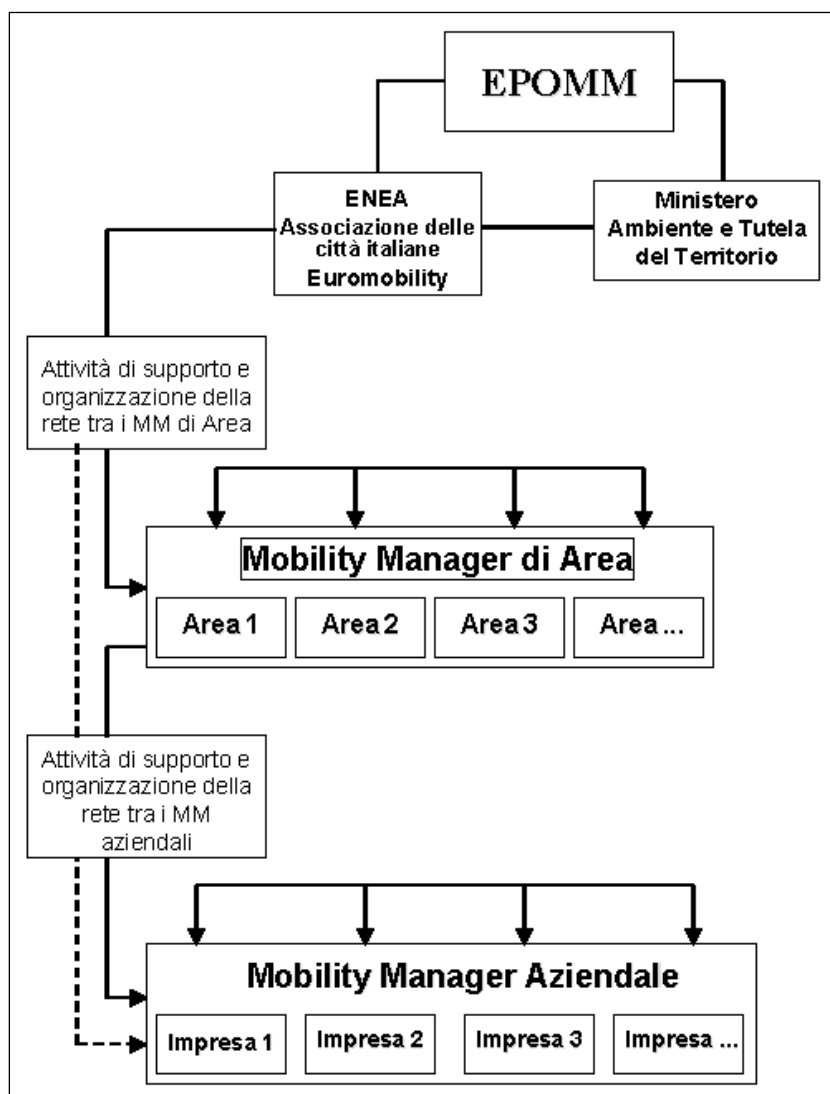 EPOMM
ENEA
Associazione delle
città italiane
Euromobility
Ministero
Ambiente e Tutela
del Territorio
Attività di supporto e
organizzazione della
rete tra i MM di Area
Mobility Manager di Area
Area 1
Area 2
Area 3
Area ...
Attività di supporto e
organizzazione della
rete tra i MM
aziendali
Mobility Manager Aziendale
Impresa 1
Impresa 2
Impresa 3
Impresa ...